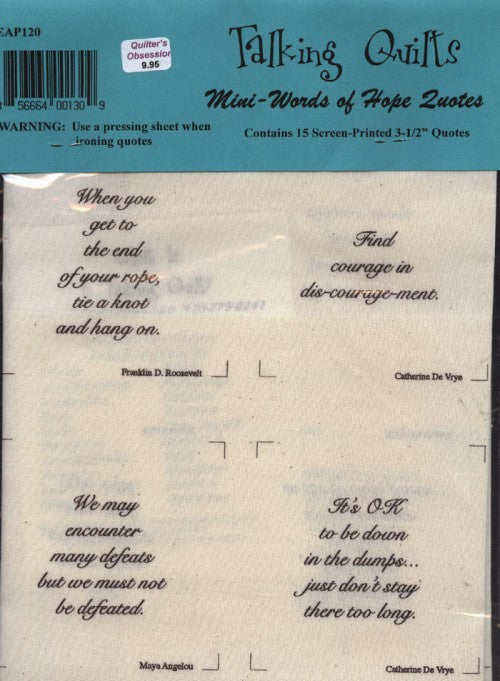 EAP120
Quilter's
Obsession
9.95
Talking Quilts
Mini-Words of Hope Quotes
56664 00130 9
WARNING: Use a pressing sheet when
ironing quotes
Contains 15 Screen-Printed 3-1/2" Quotes
When you
get to
the end
of your rope,
tie a knot
and hang on.
Franklin D. Roosevelt
Find
courage in
dis-courage-ment.
Catherine De Vrye
We may
encounter
many defeats
but we must not
be defeated.
Maya Angelou
It's OK
to be down
in the dumps...
just don't stay
there too long.
Catherine De Vrye